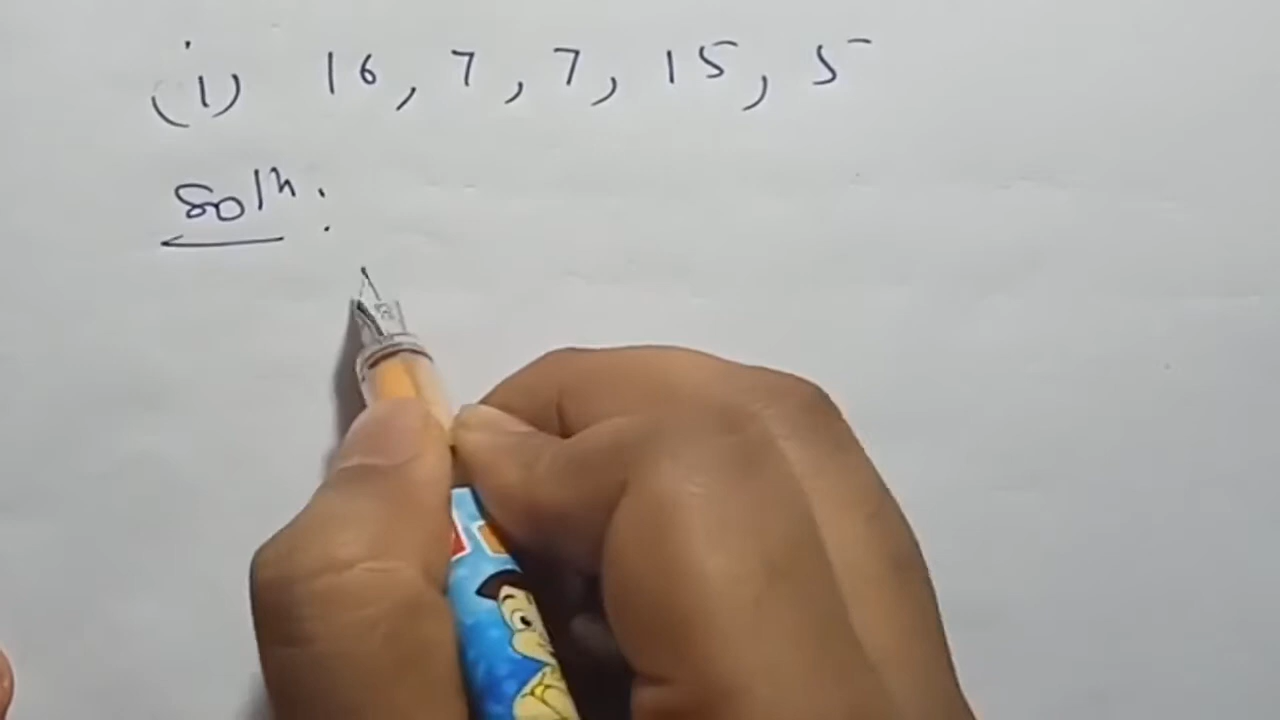 (i) 16, 7, 7, 15, 5
Soln: